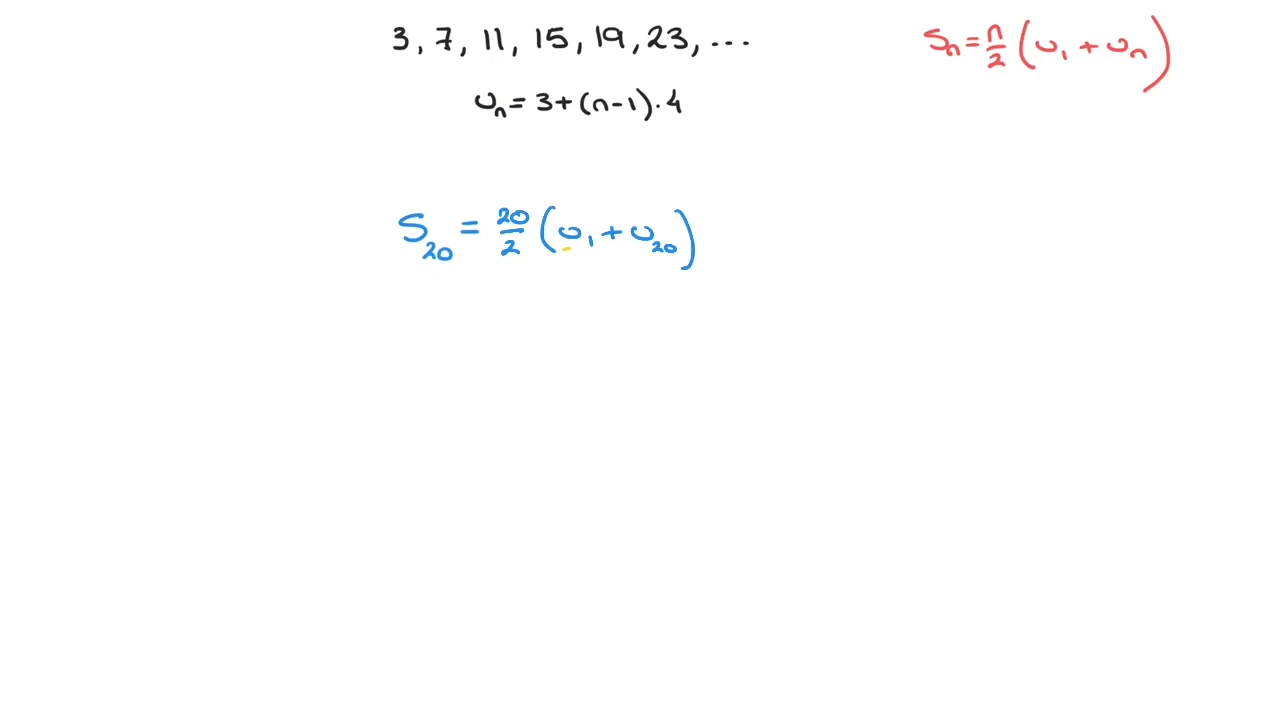 3, 7, 11, 15, 19, 23, ...
Sₙ = n/2 (u₁ + uₙ)
uₙ = 3 + (n - 1) · 4
S₂₀ = 20/2 (u₁ + u₂₀)